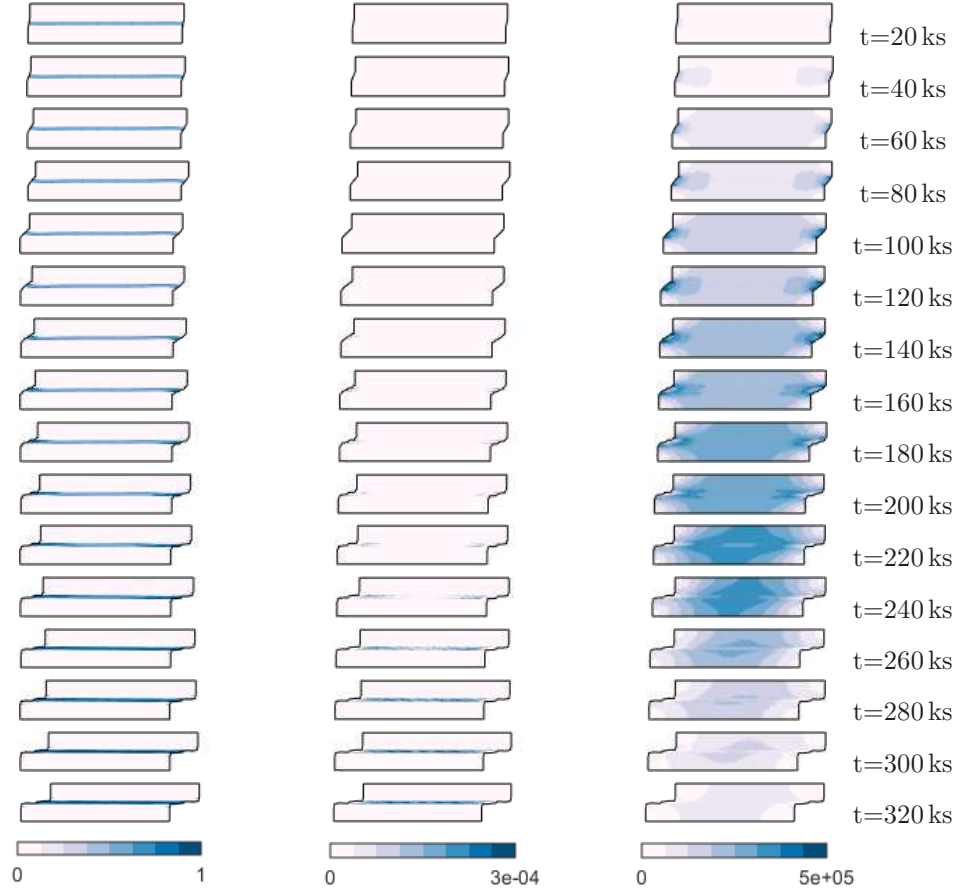 t=20 ks
t=40 ks
t=60 ks
t=80 ks
t=100 ks
t=120 ks
t=140 ks
t=160 ks
t=180 ks
t=200 ks
t=220 ks
t=240 ks
t=260 ks
t=280 ks
t=300 ks
t=320 ks
0 1 0 3e-04 0 5e+05